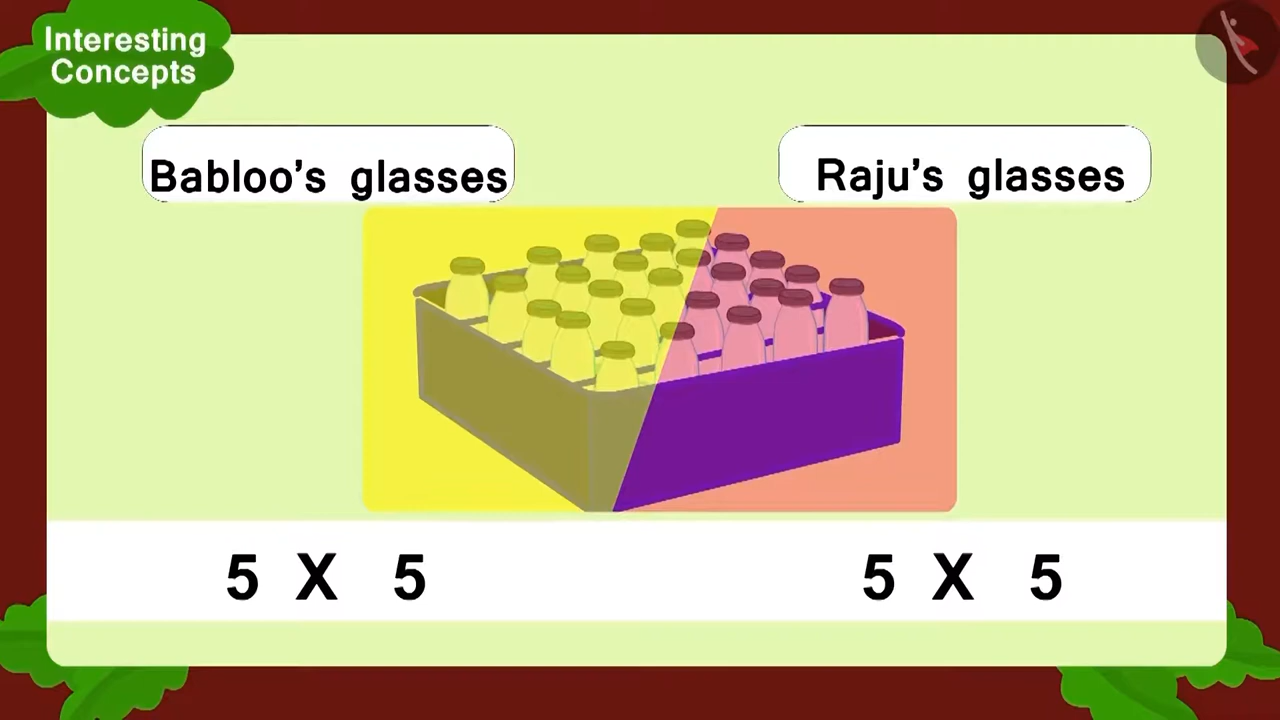 Interesting
Concepts
Babloo's glasses
Raju's glasses
5 X 5
5 X 5